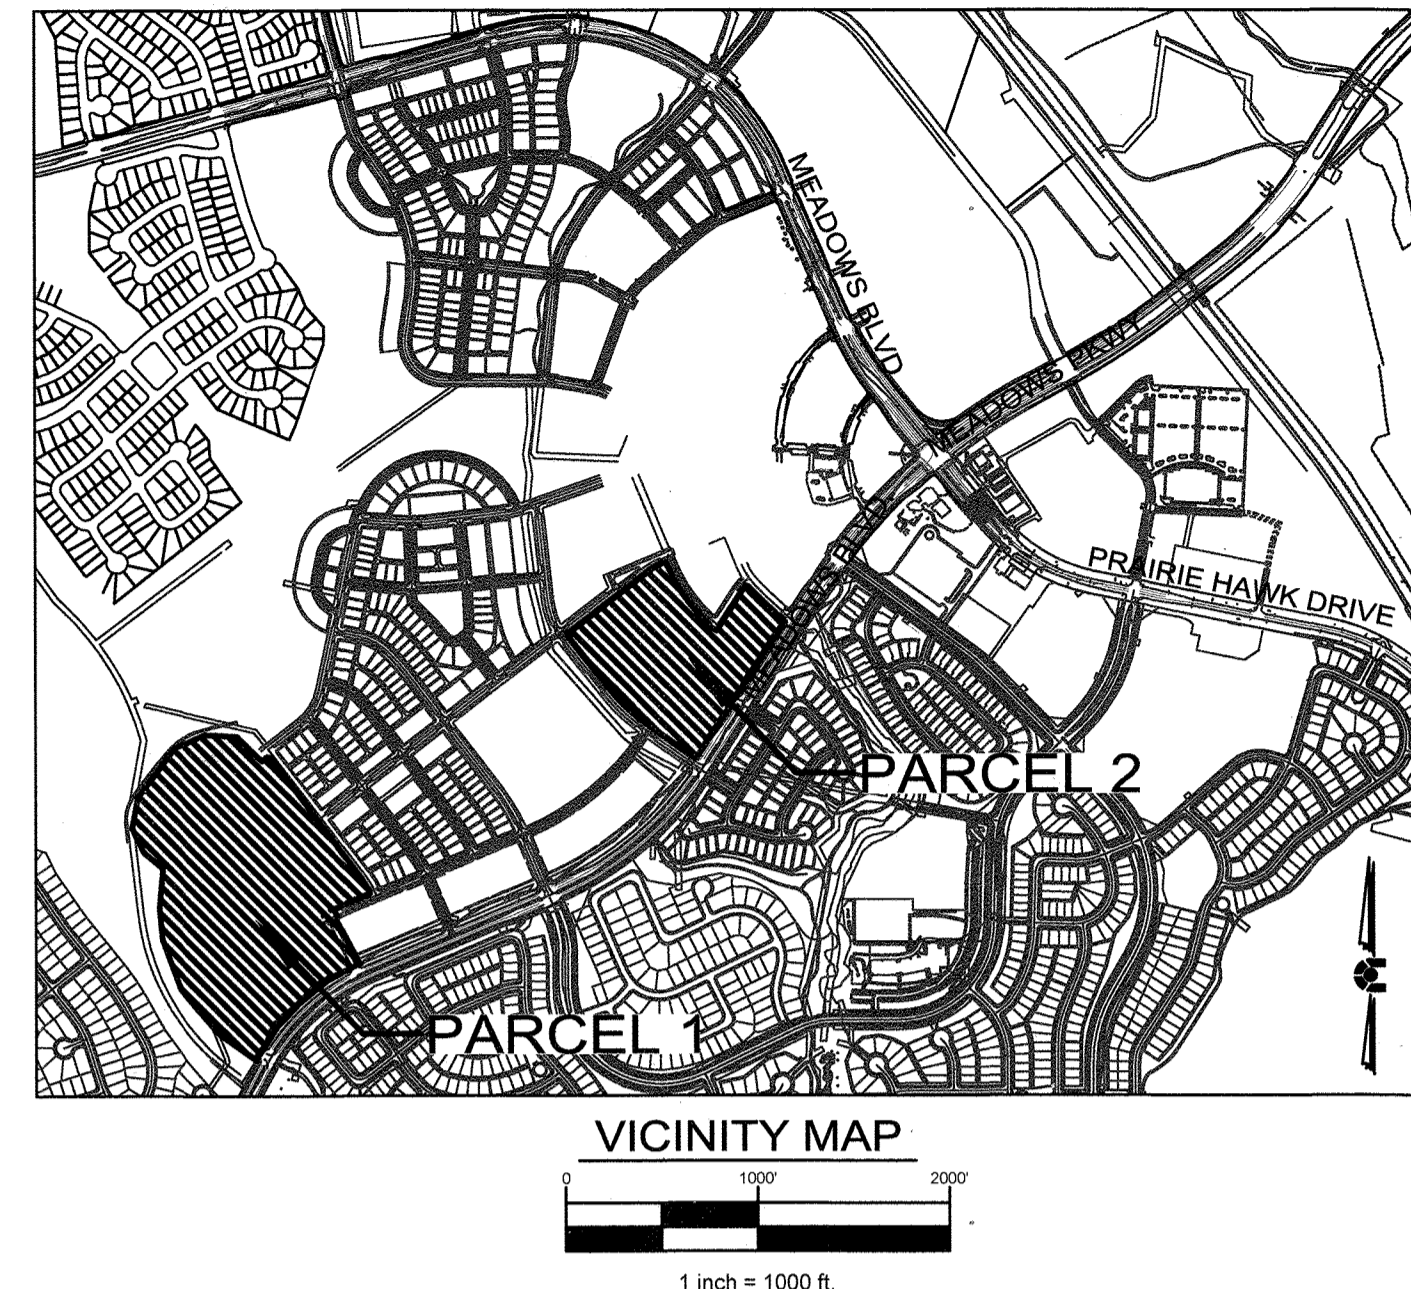 MEADOWS BLVD
MEADOWS PKWY
MEADOWS BLVD
PRAIRIE HAWK DRIVE
PARCEL 2
PARCEL 1
VICINITY MAP
0 1000' 2000'
1 inch = 1000 ft.